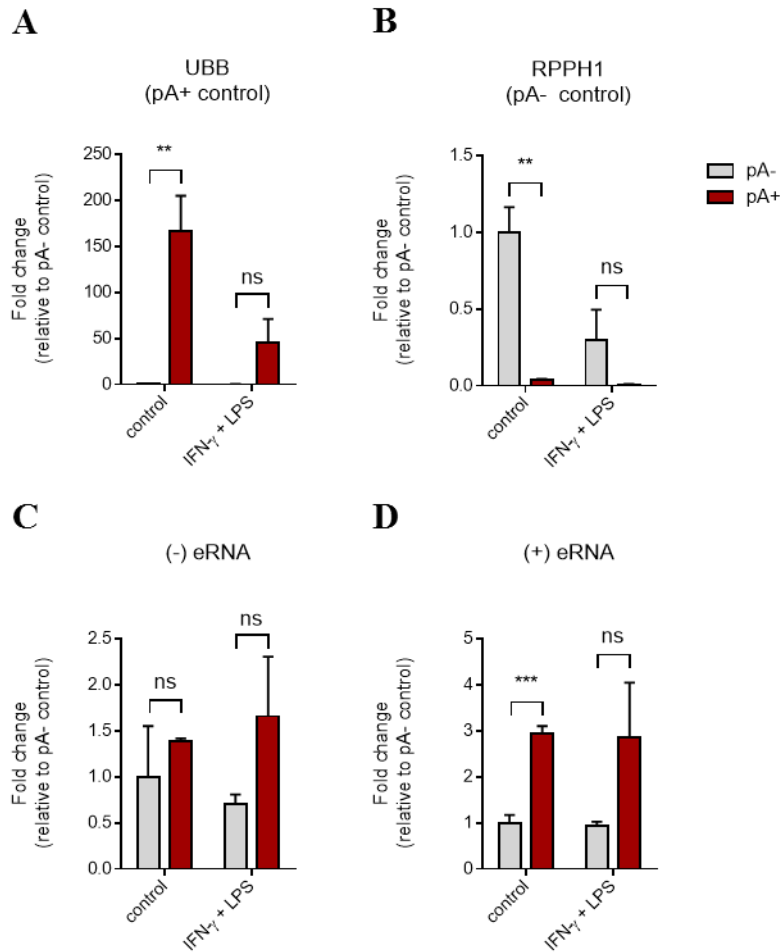 A
UBB
(pA+ control)
Fold change
(relative to pA- control)
250
200
150
100
50
0
**
ns
control
IFN-γ + LPS
B
RPPH1
(pA- control)
Fold change
(relative to pA- control)
1.5
1.0
0.5
0.0
**
ns
control
IFN-γ + LPS
pA-
pA+
C
(-) eRNA
Fold change
(relative to pA- control)
2.5
2.0
1.5
1.0
0.5
0.0
ns
ns
control
IFN-γ + LPS
D
(+) eRNA
Fold change
(relative to pA- control)
5
4
3
2
1
0
***
ns
control
IFN-γ + LPS